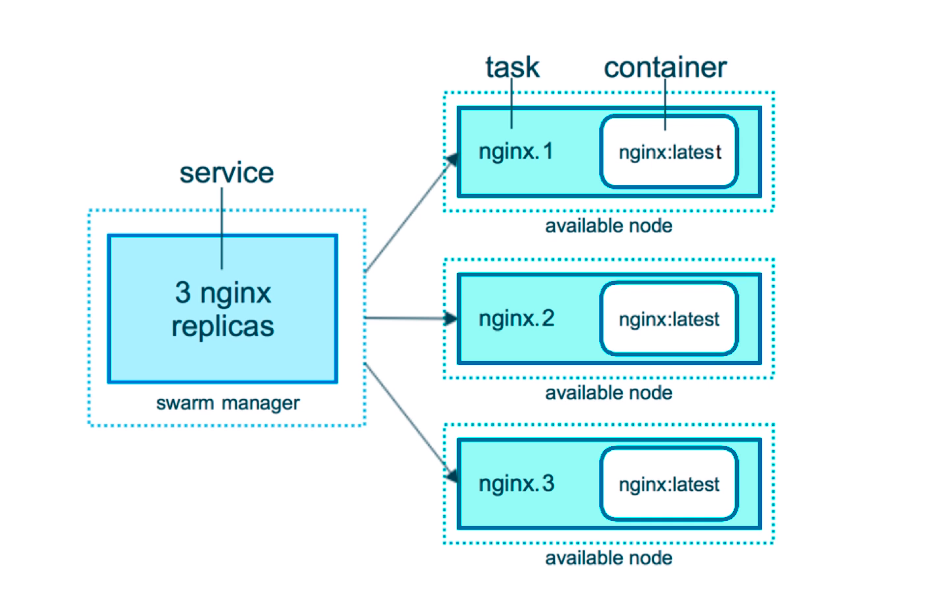 task
container
nginx.1
nginx:latest
available node
service
3 nginx
replicas
swarm manager
nginx.2
nginx:latest
available node
nginx.3
nginx:latest
available node